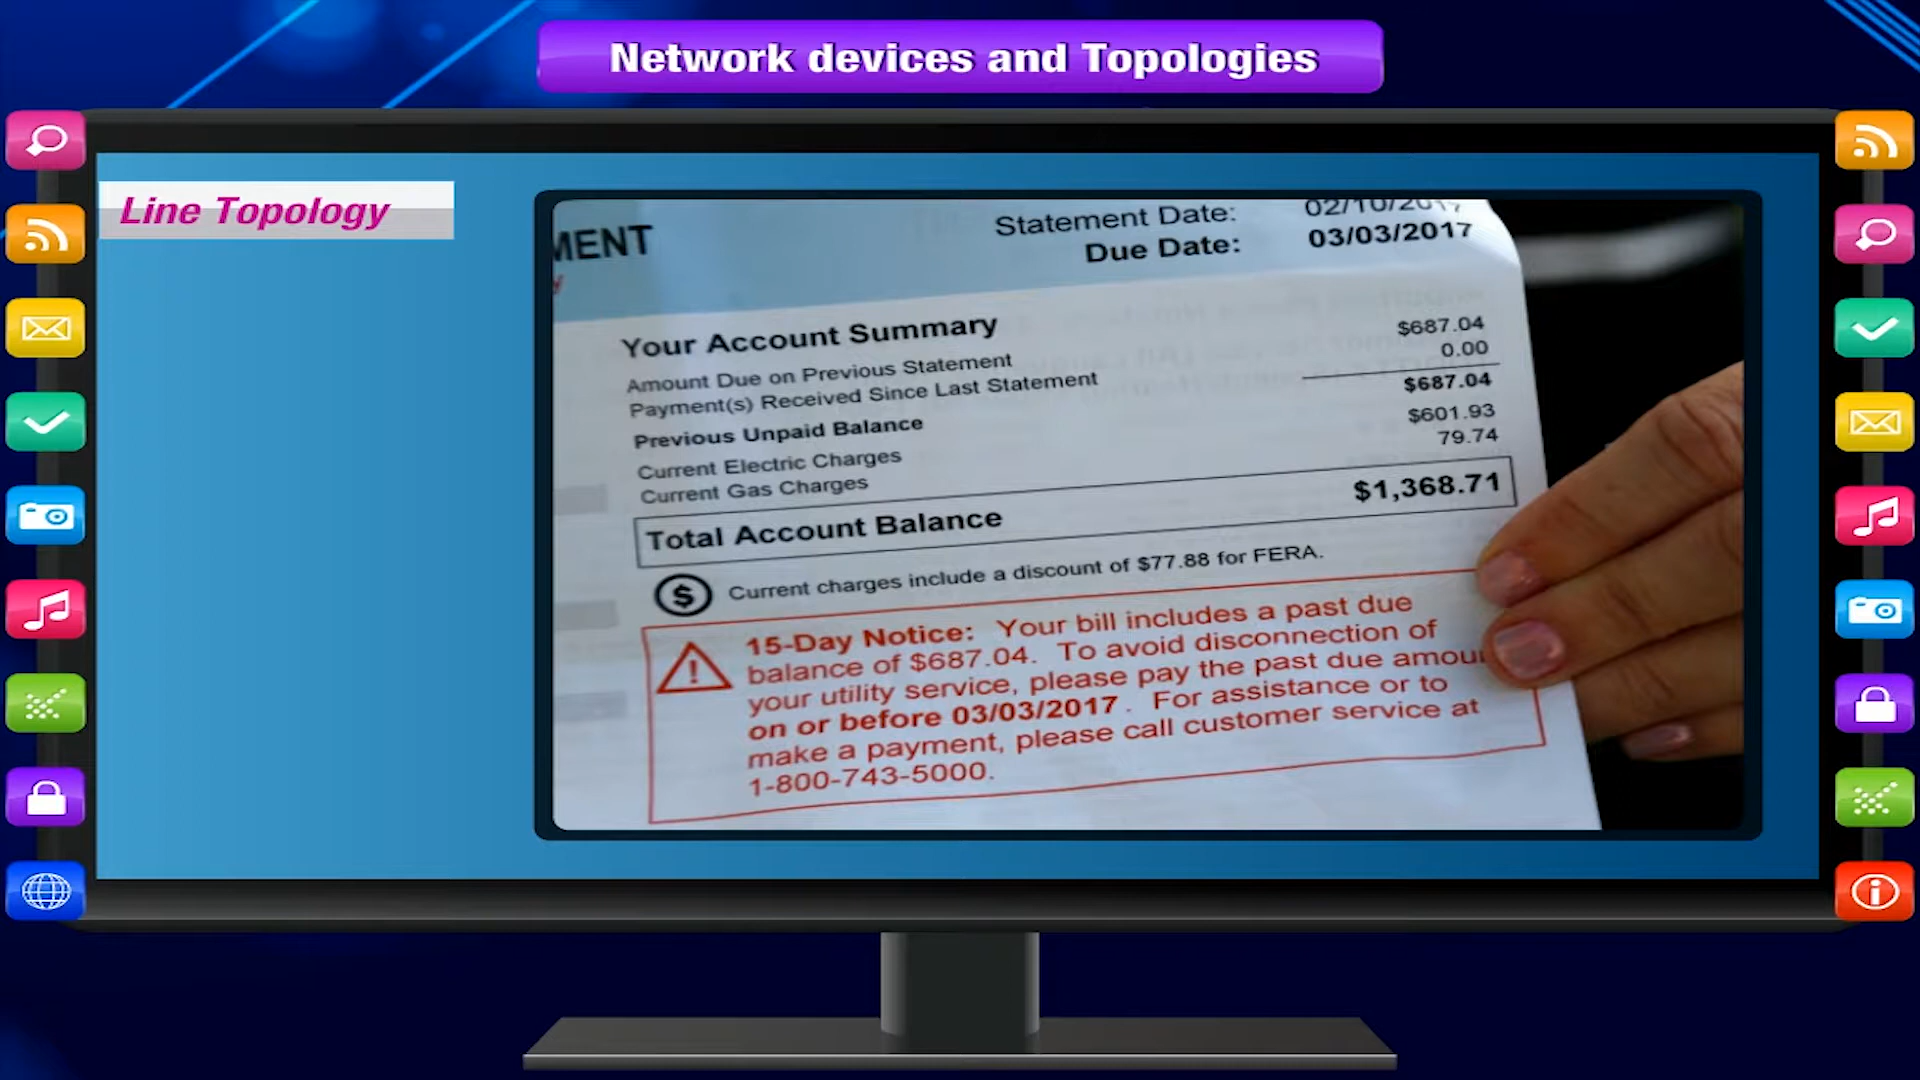 Network devices and Topologies
Line Topology
Statement Date: 02/10/2017
Due Date: 03/03/2017
Your Account Summary
Amount Due on Previous Statement $687.04
Payment(s) Received Since Last Statement 0.00
Previous Unpaid Balance $687.04
Current Electric Charges $601.93
Current Gas Charges 79.74
Total Account Balance $1,368.71
$ Current charges include a discount of $77.88 for FERA.
15-Day Notice: Your bill includes a past due
balance of $687.04. To avoid disconnection of
your utility service, please pay the past due
on or before 03/03/2017. For assistance or to
make a payment, please call customer service at
1-800-743-5000.